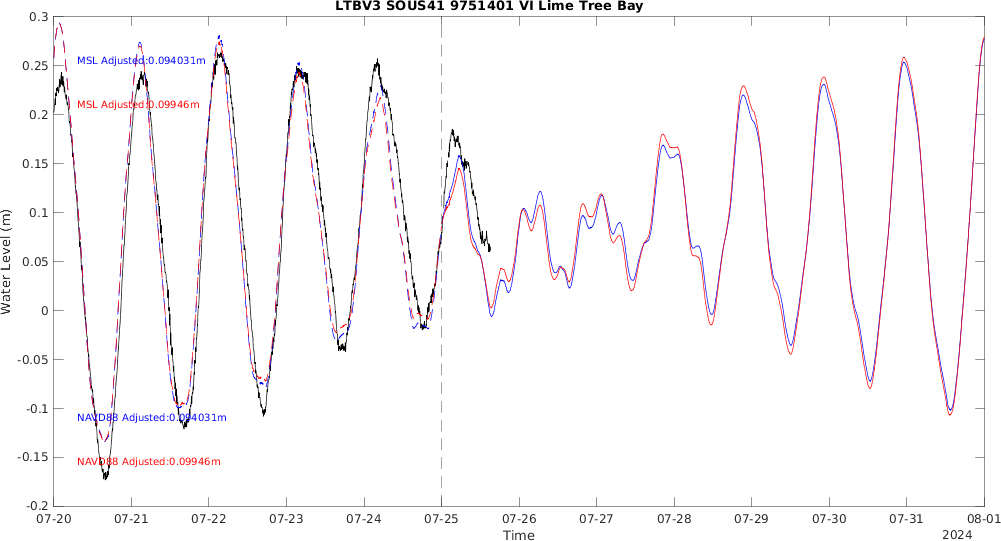 LTBV3 SOUS41 9751401 VI Lime Tree Bay
0.3
0.25
0.2
0.15
0.1
0.05
0
-0.05
-0.1
-0.15
-0.2
Water Level (m)
MSL Adjusted:0.094031m
MSL Adjusted:0.09946m
NAVD88 Adjusted:0.094031m
NAVD88 Adjusted:0.09946m
07-20 07-21 07-22 07-23 07-24 07-25 07-26 07-27 07-28 07-29 07-30 07-31 08-01
Time
2024